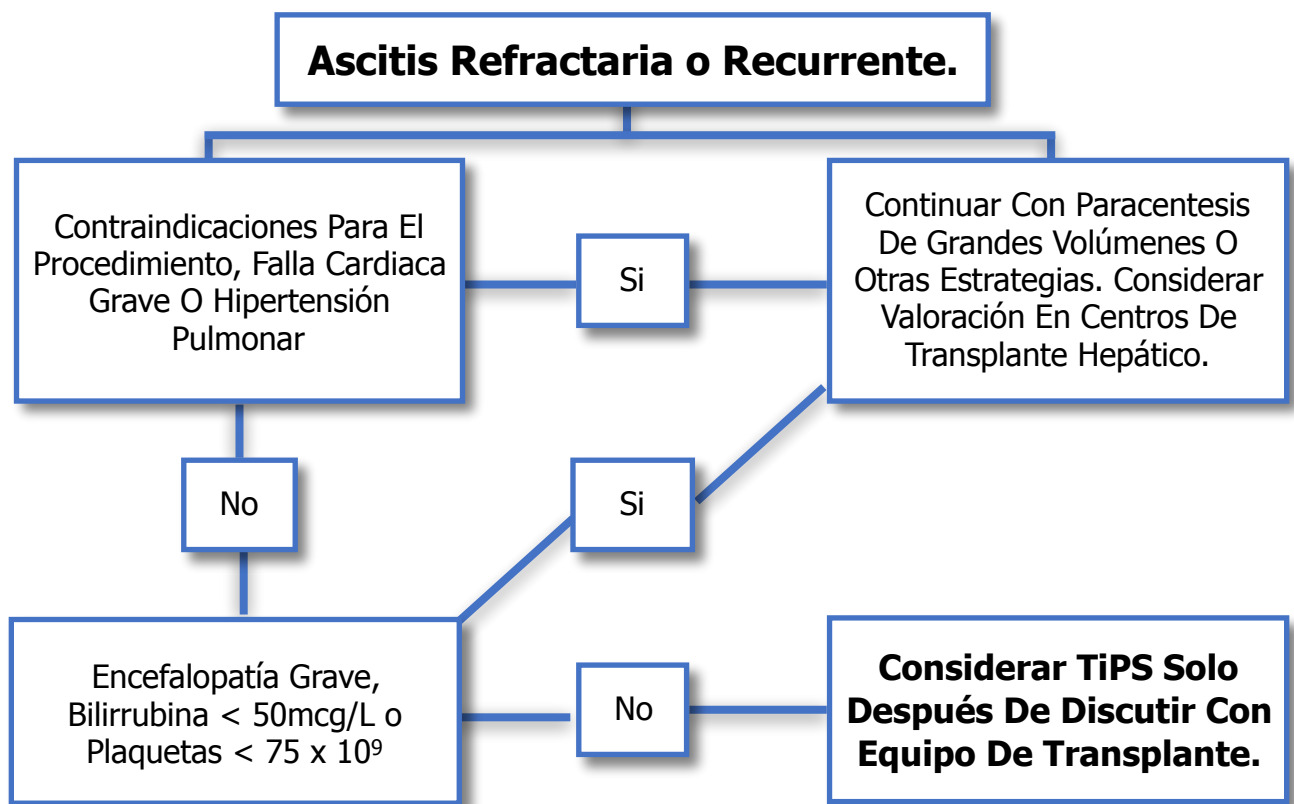 Ascitis Refractaria o Recurrente.
Contraindicaciones Para El
Procedimiento, Falla Cardiaca
Grave O Hipertensión
Pulmonar
Si
Continuar Con Paracentesis
De Grandes Volúmenes O
Otras Estrategias. Considerar
Valoración En Centros De
Transplante Hepático.
No
Si
Encefalopatía Grave,
Bilirrubina < 50mcg/L o
Plaquetas < 75 x 10⁹
No
Considerar TiPS Solo
Después De Discutir Con
Equipo De Transplante.